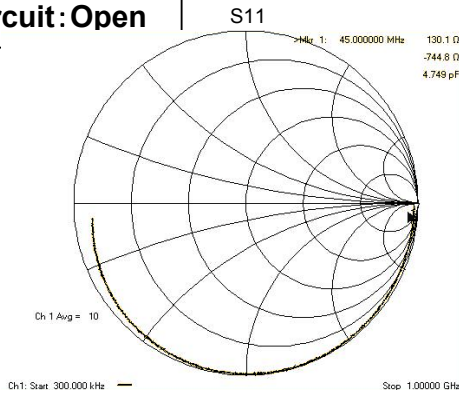 rcuit:Open
S11
>Mkr 1: 45.000000 MHz 130.1 Ω
-744.8 Ω
4.749 pF
Ch 1 Avg = 10
Ch1: Start 300.000 kHz
Stop 1.00000 GHz